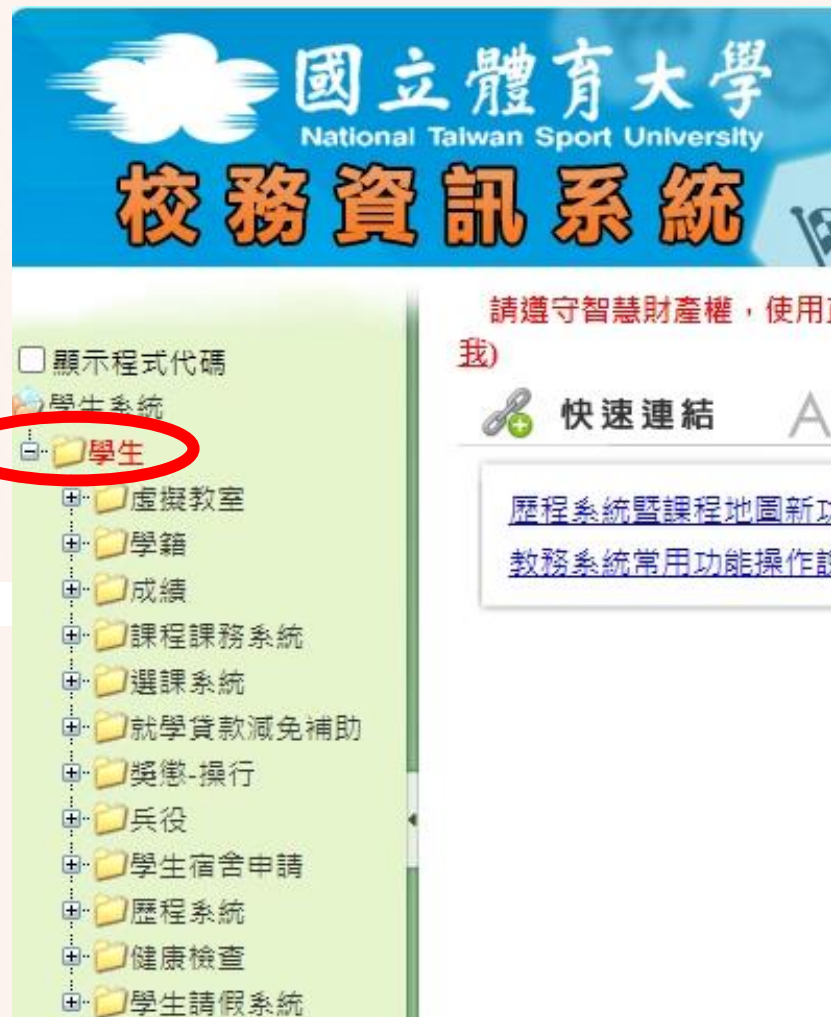 國立體育大學
National Taiwan Sport University
校務資訊系統
請遵守智慧財產權，使用
我)
顯示程式代碼
學生系統
學生
虛擬教室
學籍
成績
課程課務系統
選課系統
就學貸款減免補助
獎懲-操行
兵役
學生宿舍申請
歷程系統
健康檢查
學生請假系統
快速連結
A
歷程系統暨課程地圖新
教務系統常用功能操作